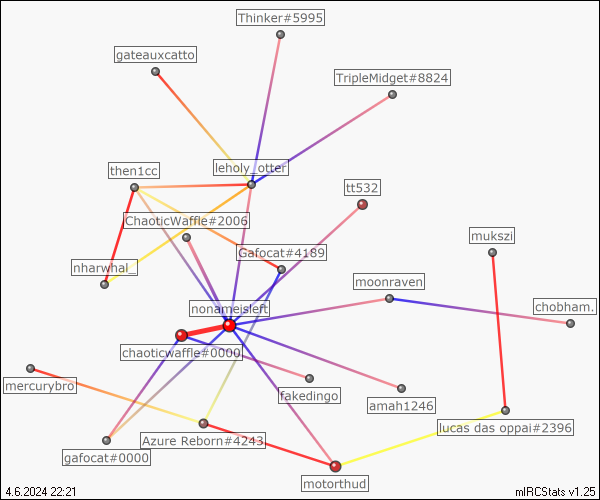 Thinker#5995
gateauxcatto
TripleMidget#8824
then1cc
leholy_otter
tt532
ChaoticWaffle#2006
mukszi
Gafocat#4189
nharwhal_
moonraven
nonameisleft
chobham.
chaoticwaffle#0000
mercurybro
fakedingo
amah1246
lucas das oppai#2396
Azure Reborn#4243
gafocat#0000
motorthud
4.6.2024 22:21
mIRCStats v1.25